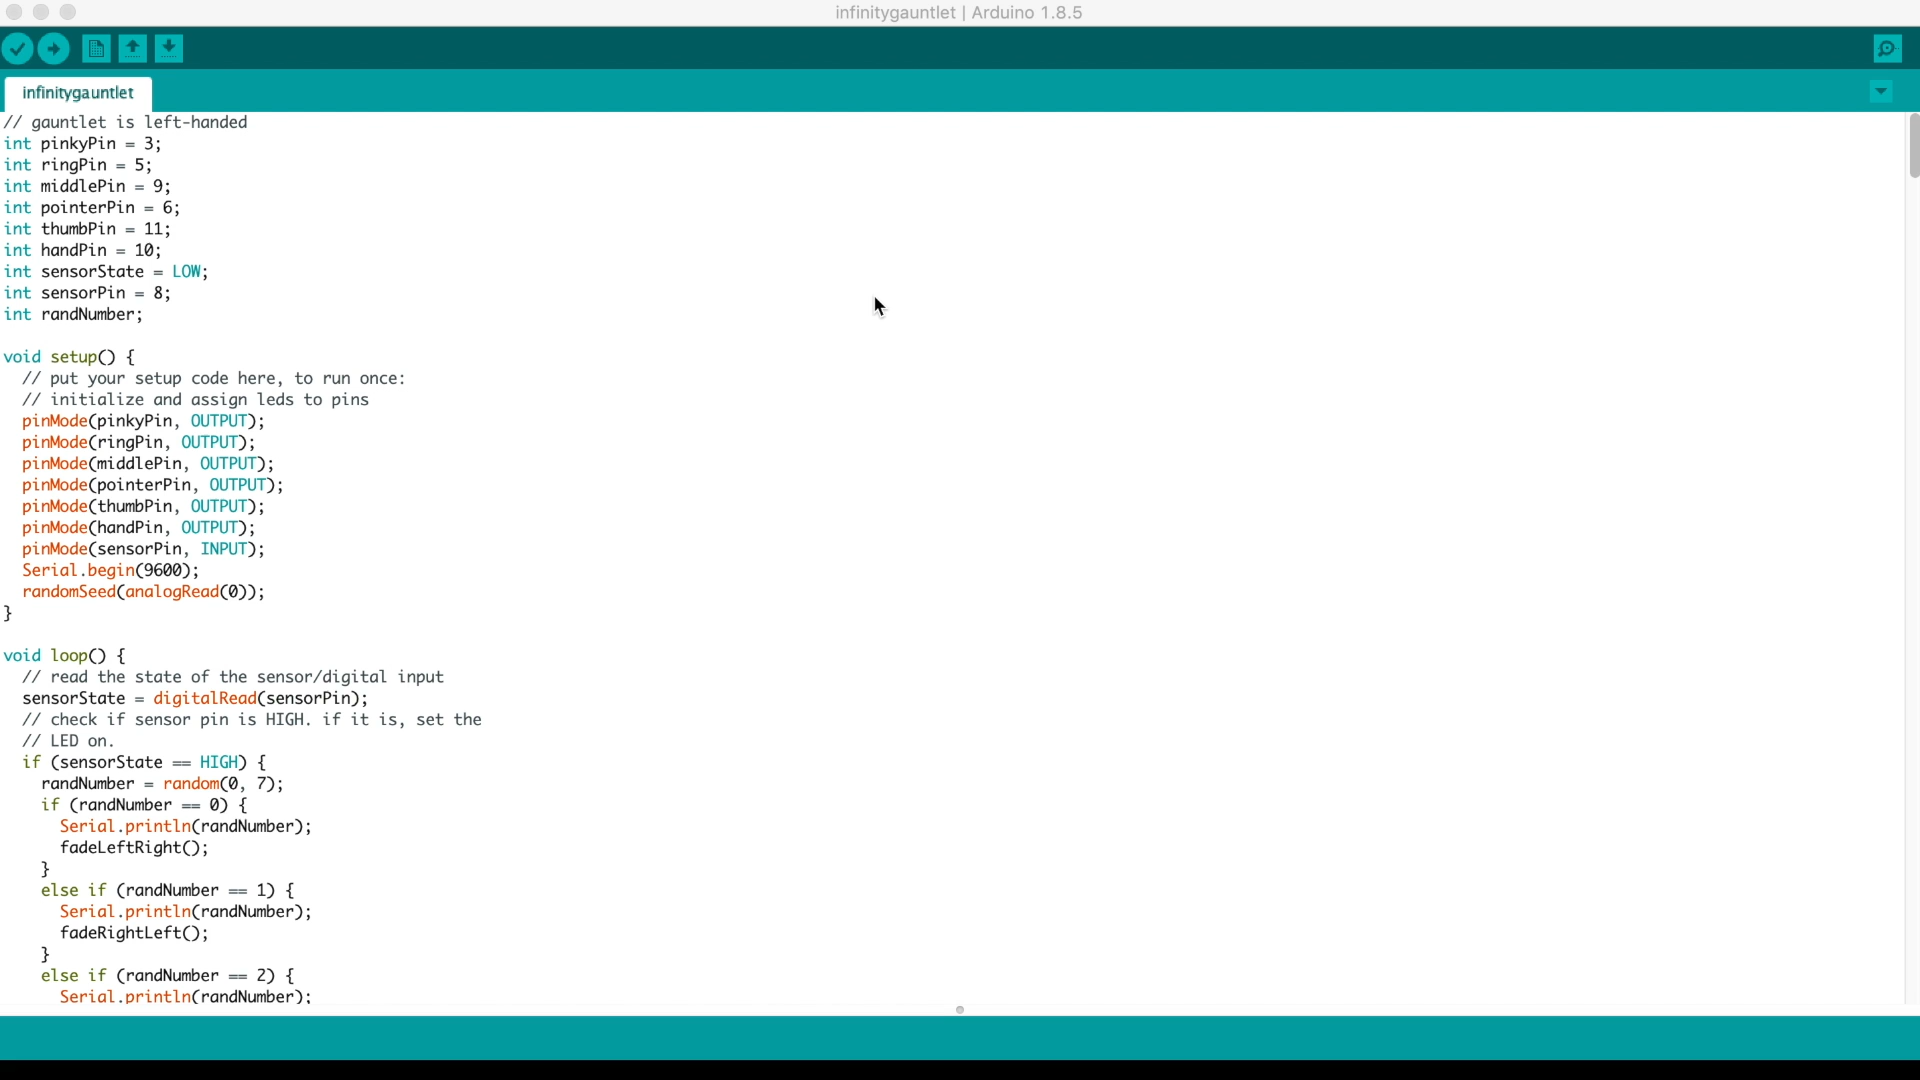 infinitygauntlet | Arduino 1.8.5
infinitygauntlet
// gauntlet is left-handed
int pinkyPin = 3;
int ringPin = 5;
int middlePin = 9;
int pointerPin = 6;
int thumbPin = 11;
int handPin = 10;
int sensorState = LOW;
int sensorPin = 8;
int randNumber;

void setup() {
  // put your setup code here, to run once:
  // initialize and assign leds to pins
  pinMode(pinkyPin, OUTPUT);
  pinMode(ringPin, OUTPUT);
  pinMode(middlePin, OUTPUT);
  pinMode(pointerPin, OUTPUT);
  pinMode(thumbPin, OUTPUT);
  pinMode(handPin, OUTPUT);
  pinMode(sensorPin, INPUT);
  Serial.begin(9600);
  randomSeed(analogRead(0));
}

void loop() {
  // read the state of the sensor/digital input
  sensorState = digitalRead(sensorPin);
  // check if sensor pin is HIGH. if it is, set the
  // LED on.
  if (sensorState == HIGH) {
    randNumber = random(0, 7);
    if (randNumber == 0) {
      Serial.println(randNumber);
      fadeLeftRight();
    }
    else if (randNumber == 1) {
      Serial.println(randNumber);
      fadeRightLeft();
    }
    else if (randNumber == 2) {
      Serial.println(randNumber);